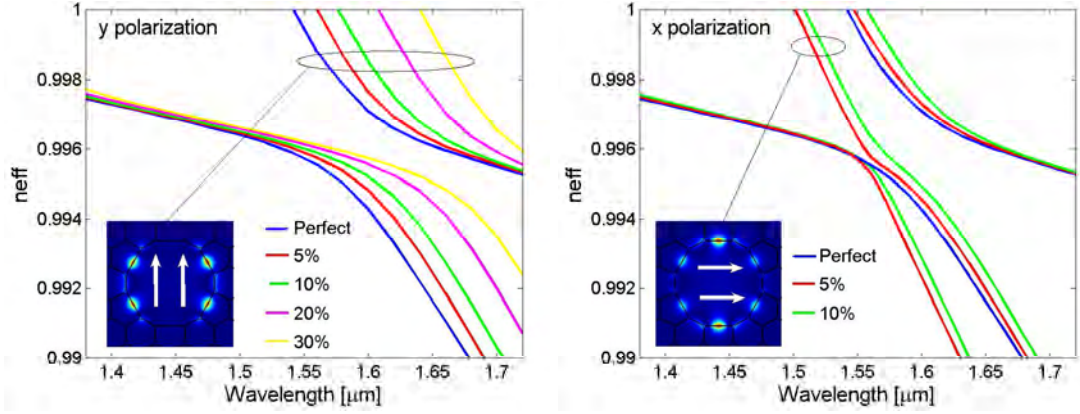 y polarization
1
0.998
0.996
0.994
0.992
0.99
neff
Perfect
5%
10%
20%
30%
1.4 1.45 1.5 1.55 1.6 1.65 1.7
Wavelength [μm]
x polarization
1
0.998
0.996
0.994
0.992
0.99
neff
Perfect
5%
10%
1.4 1.45 1.5 1.55 1.6 1.65 1.7
Wavelength [μm]